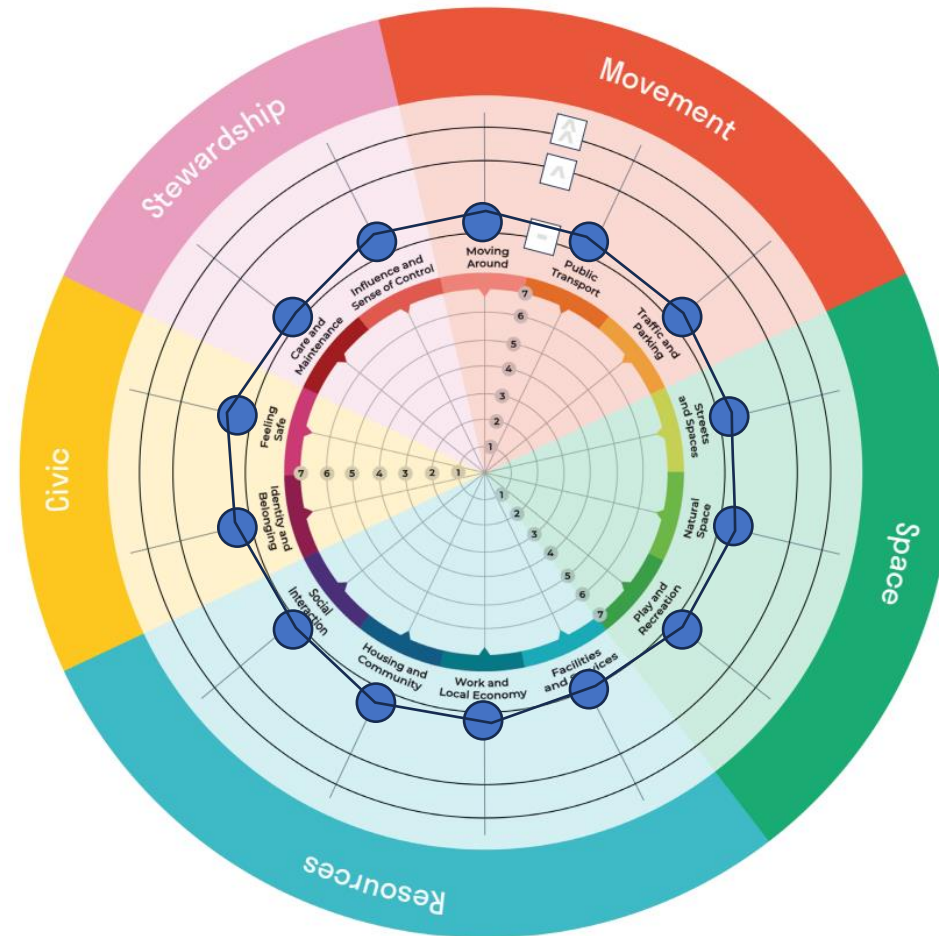 Movement
Space
Resources
Civic
Stewardship
Moving
Around
Public
Transport
Traffic and
Parking
Streets
and Spaces
Natural
Space
Play and
Recreation
Facilities
and Services
Work and
Local Economy
Housing and
Community
Social
Interaction
Identity and
Belonging
Feeling
Safe
Care and
Maintenance
Influence and
Sense of Control
7
6
5
4
3
2
1
7
6
5
4
3
2
1
1
2
3
4
5
6
7